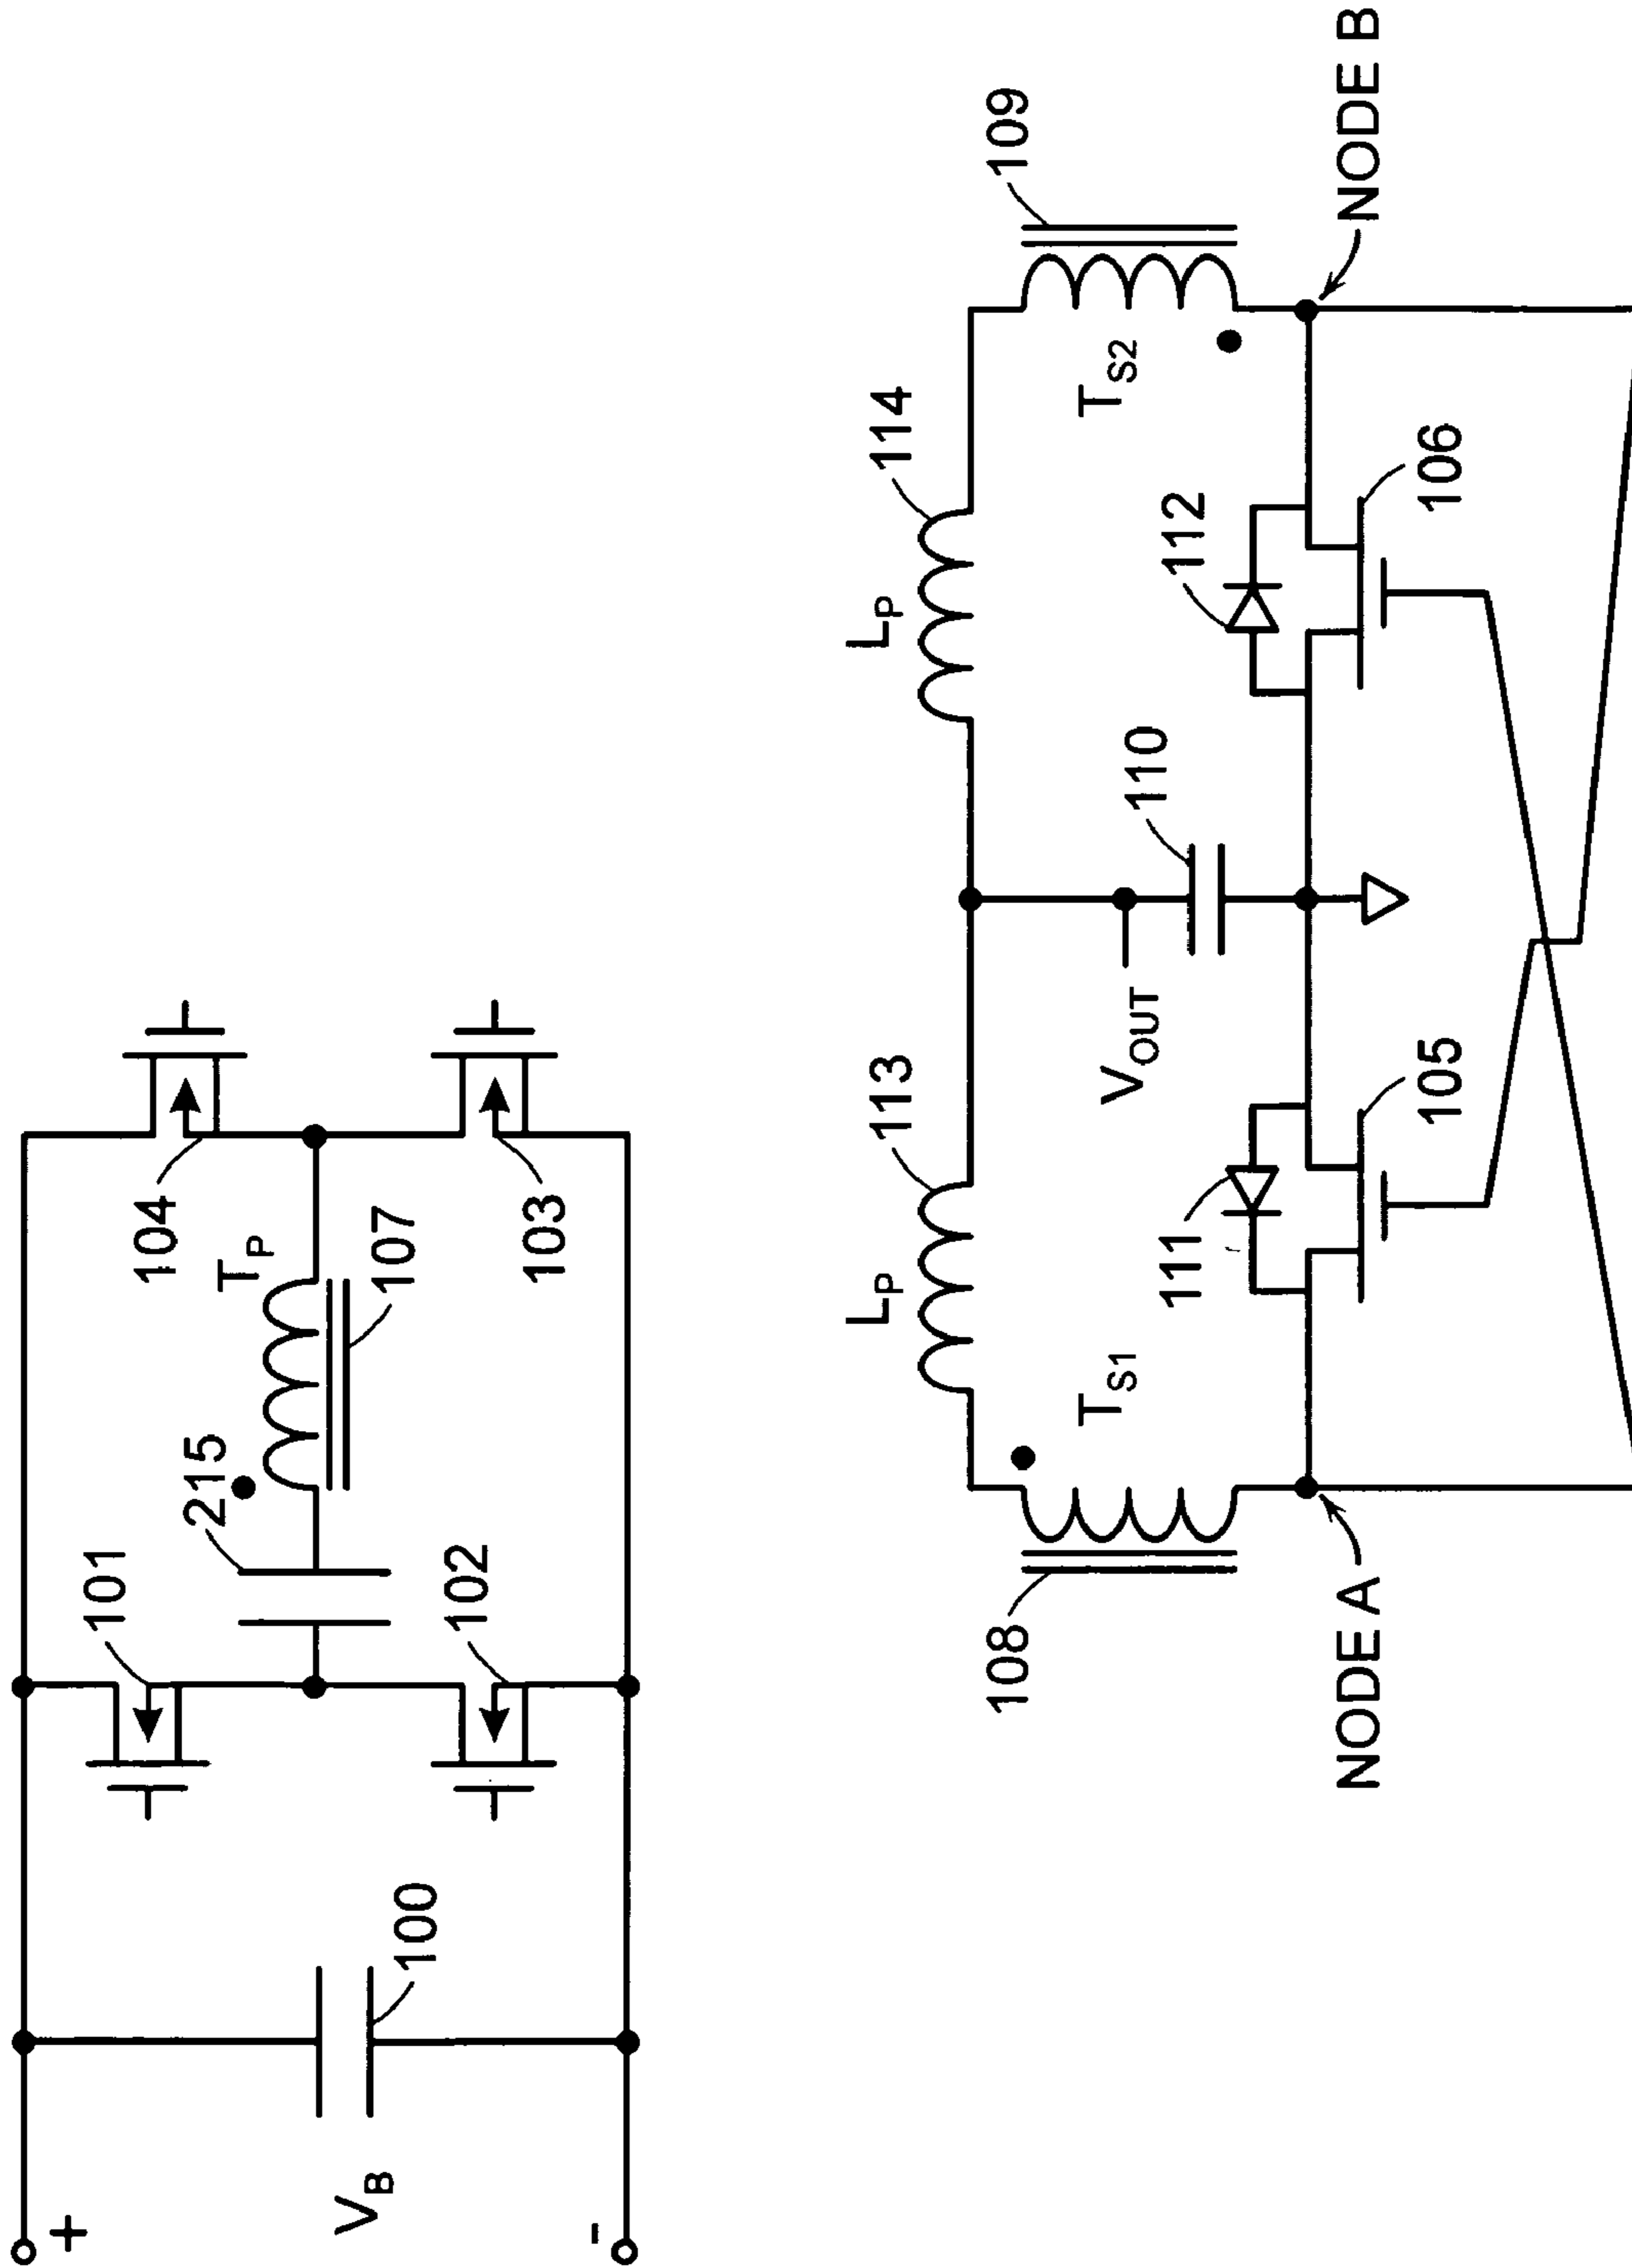 +
V_B
-
100
101
102
215
T_P
107
104
103
L_P
113
L_P
114
108
T_S1
T_S2
109
V_OUT
110
111
105
112
106
NODE A
NODE B